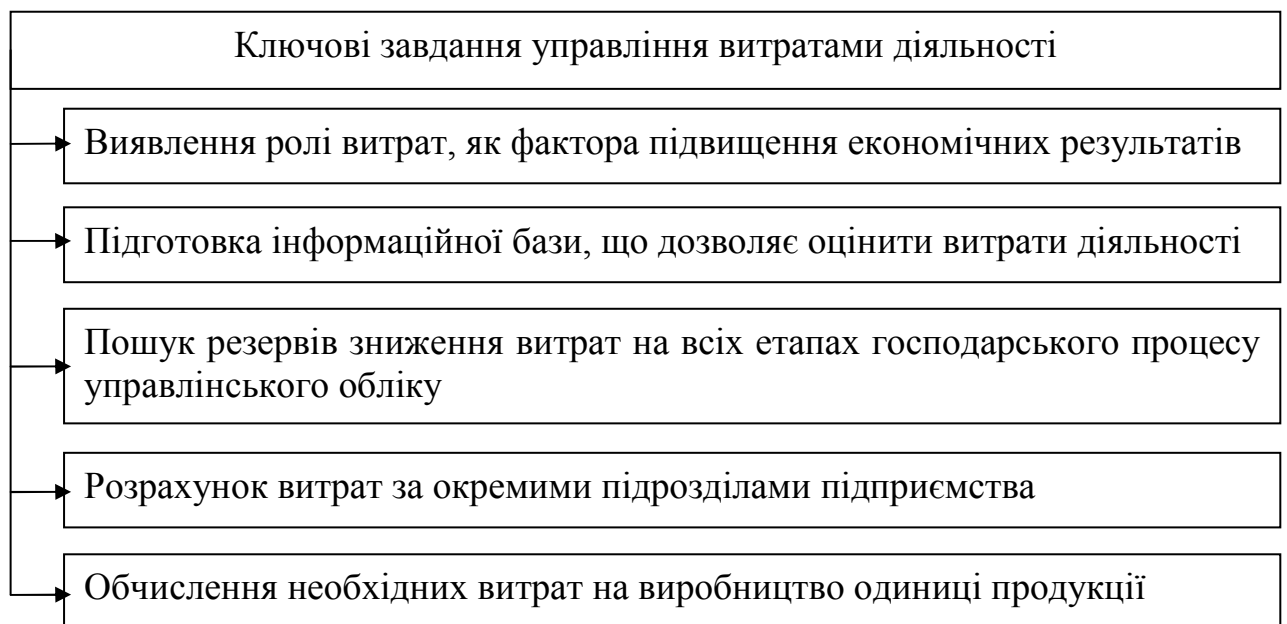 Ключові завдання управління витратами діяльності
Виявлення ролі витрат, як фактора підвищення економічних результатів
Підготовка інформаційної бази, що дозволяє оцінити витрати діяльності
Пошук резервів зниження витрат на всіх етапах господарського процесу
управлінського обліку
Розрахунок витрат за окремими підрозділами підприємства
Обчислення необхідних витрат на виробництво одиниці продукції